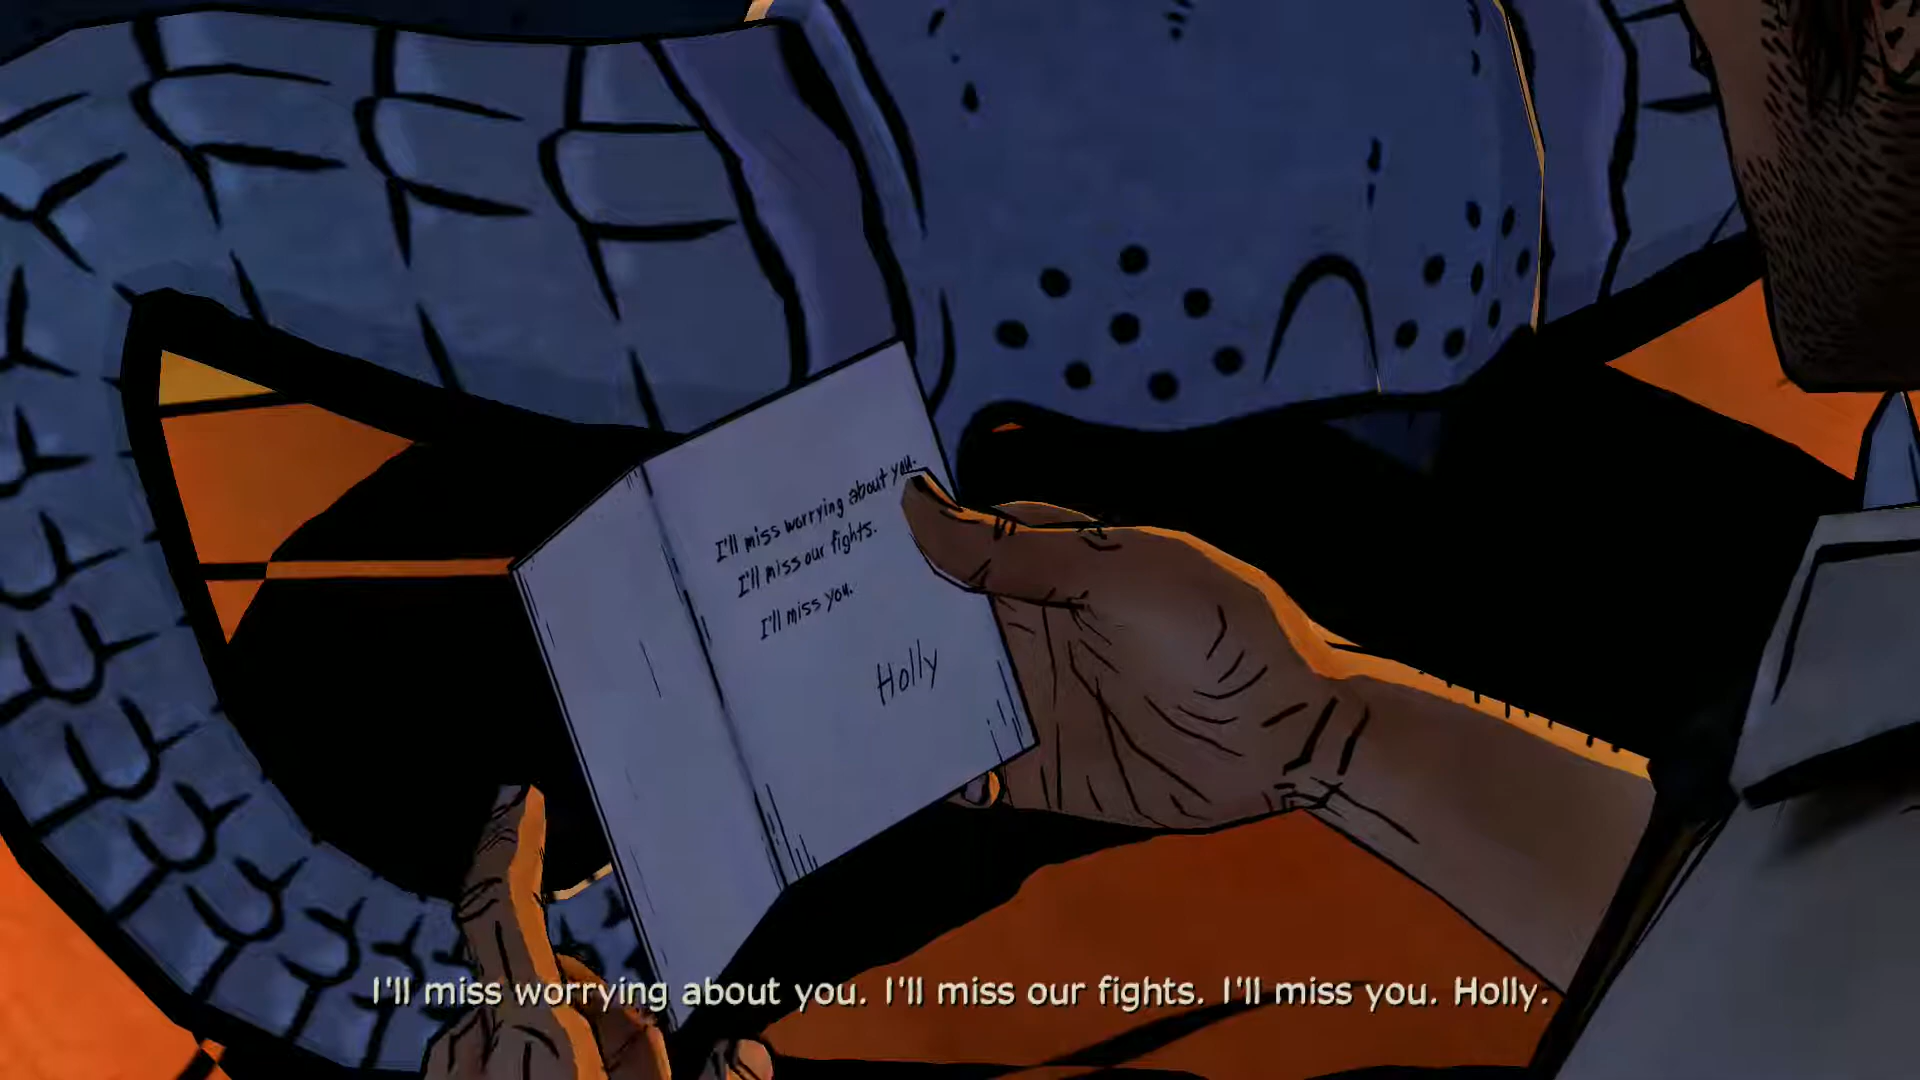 I'll miss worrying about you.
I'll miss our fights.
I'll miss you.
Holly
I'll miss worrying about you. I'll miss our fights. I'll miss you. Holly.